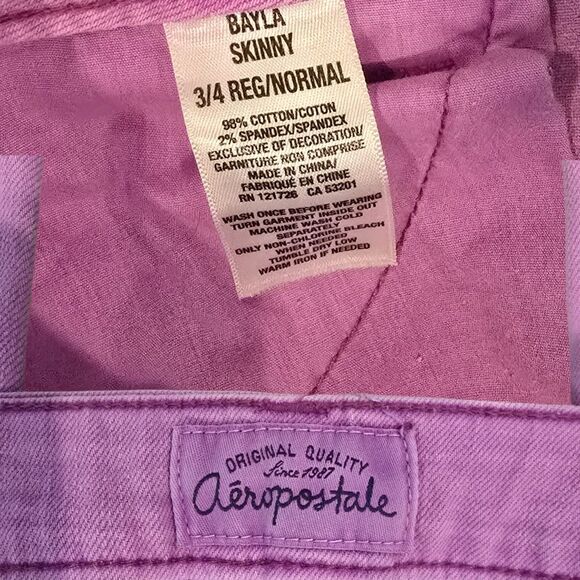 BAYLA
SKINNY
3/4 REG/NORMAL
98% COTTON/COTON
2% SPANDEX/SPANDEX
EXCLUSIVE OF DECORATION/
GARNITURE NON COMPRISE
MADE IN CHINA/
FABRIQUÉ EN CHINE
RN 121726 CA 53201
WASH ONCE BEFORE WEARING
TURN GARMENT INSIDE OUT
MACHINE WASH COLD
SEPARATELY
ONLY NON-CHLORINE BLEACH
WHEN NEEDED
TUMBLE DRY LOW
WARM IRON IF NEEDED
ORIGINAL QUALITY
Since 1987
aéropostale